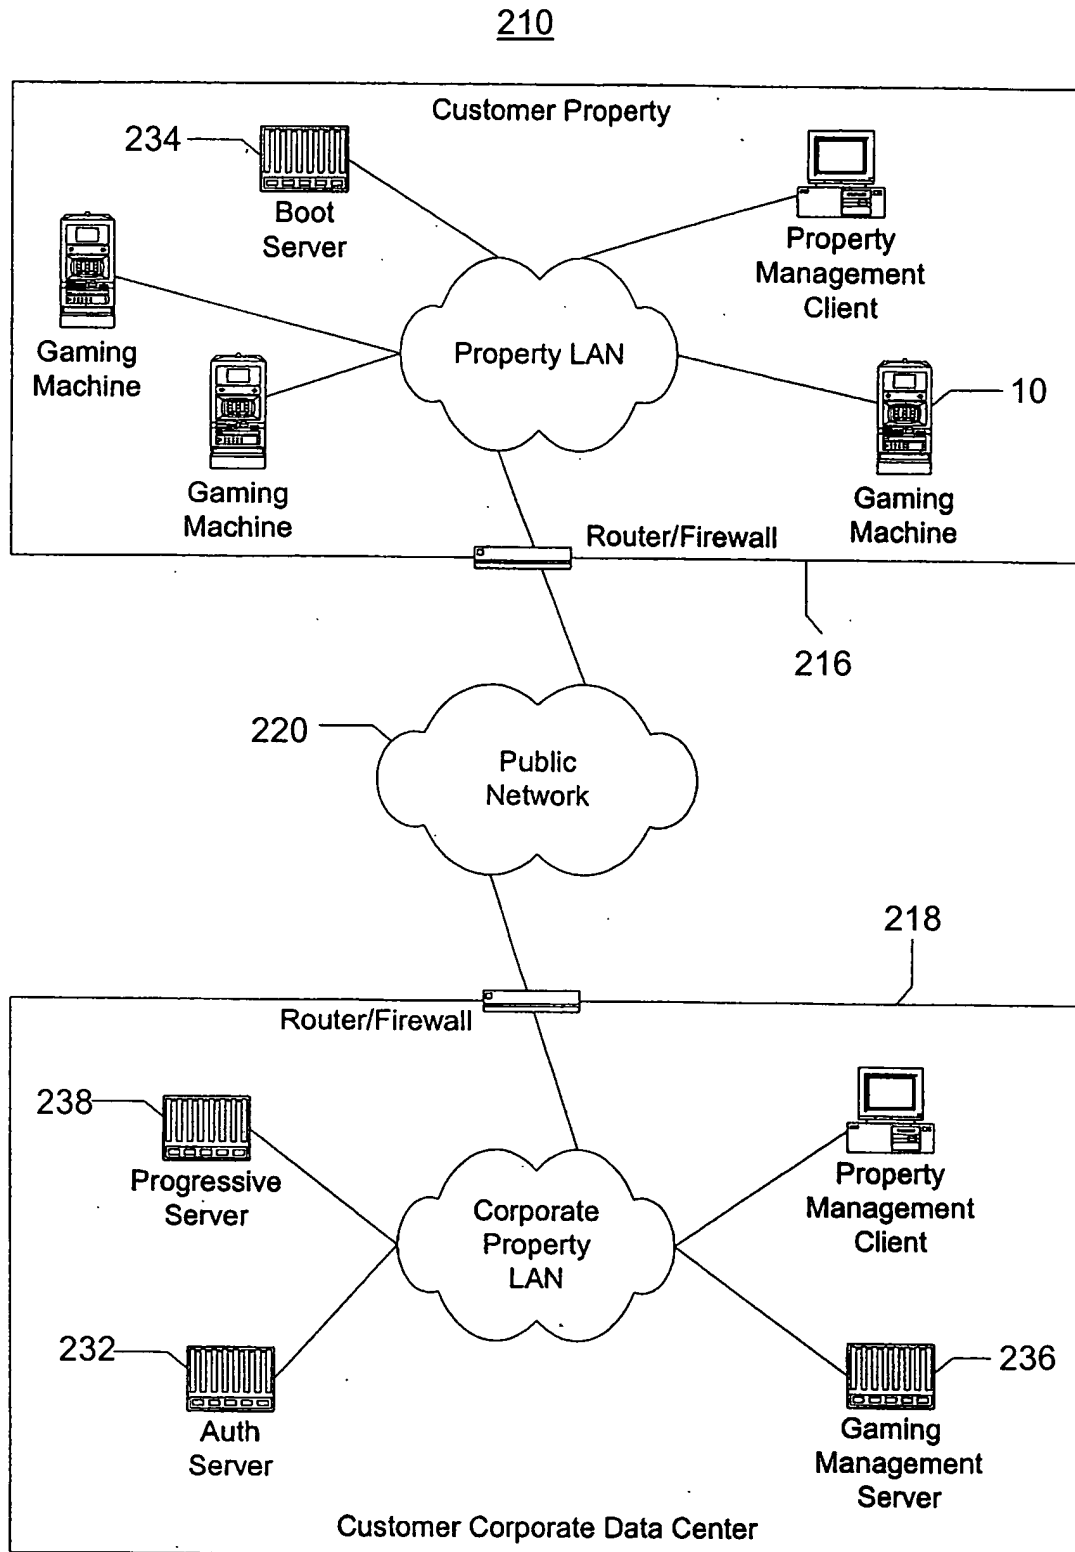 210
Customer Property
234
Boot
Server
Property
Management
Client
Gaming
Machine
Property LAN
Gaming
Machine
10
Gaming
Machine
Router/Firewall
216
220
Public
Network
218
Router/Firewall
238
Progressive
Server
Property
Management
Client
Corporate
Property
LAN
232
Auth
Server
236
Gaming
Management
Server
Customer Corporate Data Center